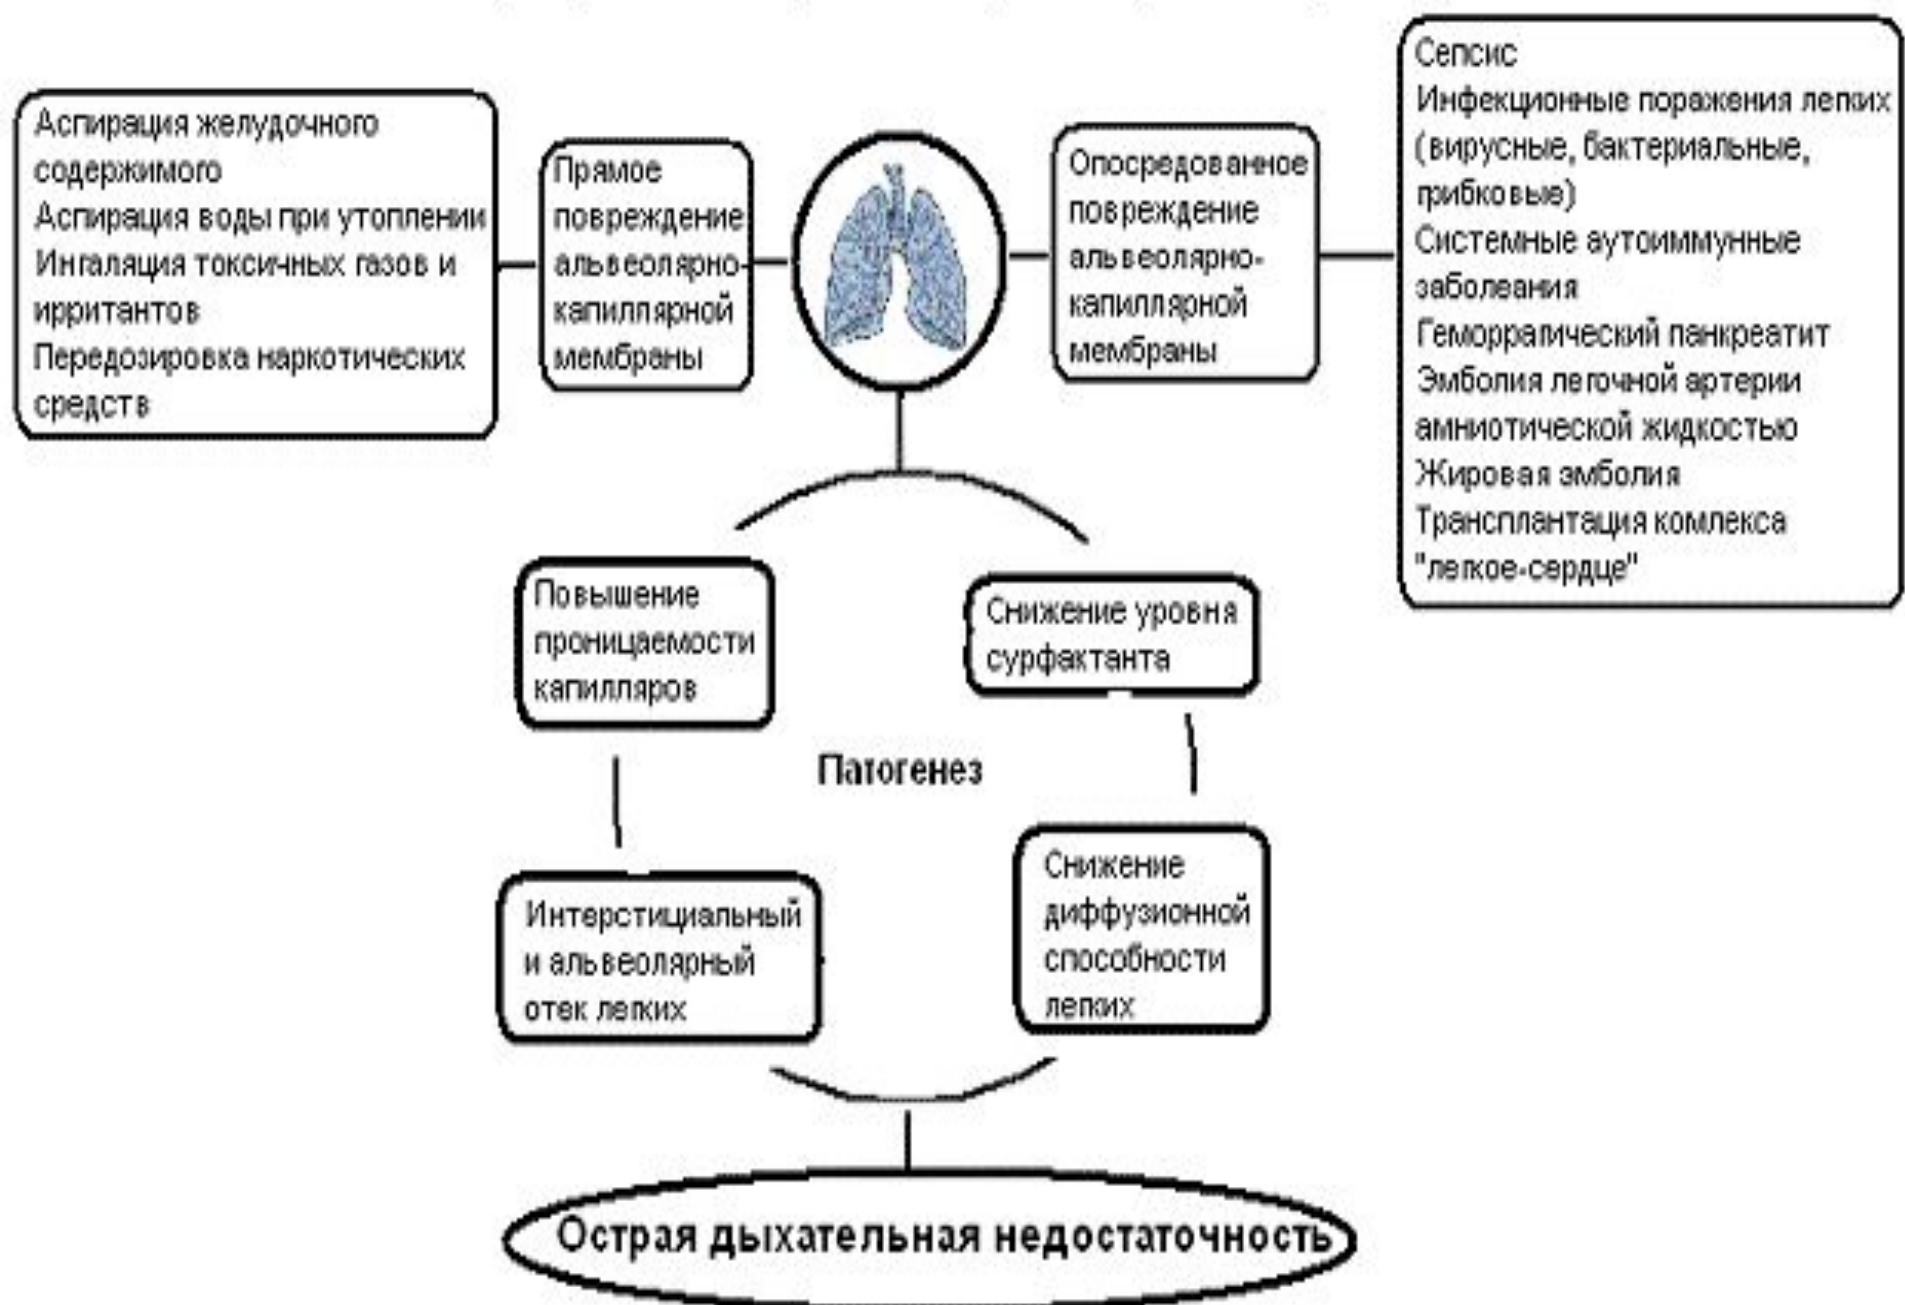 Аспирация желудочного
содержимого
Аспирация воды при утоплении
Ингаляция токсичных газов и
ирритантов
Передозировка наркотических
средств
Прямое
повреждение
альвеолярно-
капиллярной
мембраны
Опосредованное
повреждение
альвеолярно-
капиллярной
мембраны
Сепсис
Инфекционные поражения легких
(вирусные, бактериальные,
грибковые)
Системные аутоиммунные
заболевания
Геморрагический панкреатит
Эмболия легочной артерии
амниотической жидкостью
Жировая эмболия
Трансплантация комлекса
"легкое-сердце"
Повышение
проницаемости
капилляров
Снижение уровня
сурфактанта
Патогенез
Интерстициальный
и альвеолярный
отек легких
Снижение
диффузионной
способности
легких
Острая дыхательная недостаточность